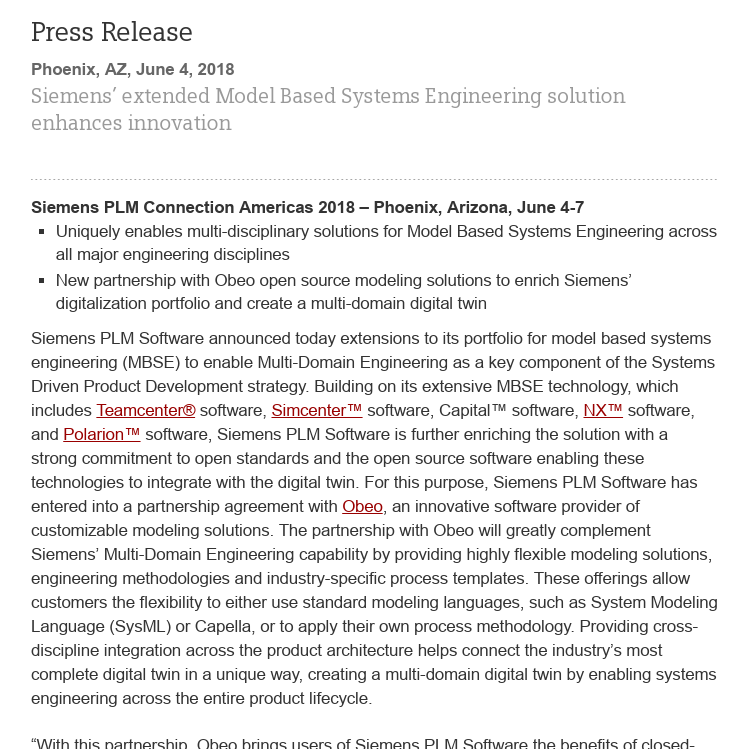 Press Release
Phoenix, AZ, June 4, 2018
Siemens’ extended Model Based Systems Engineering solution
enhances innovation
Siemens PLM Connection Americas 2018 – Phoenix, Arizona, June 4-7
▪ Uniquely enables multi-disciplinary solutions for Model Based Systems Engineering across
all major engineering disciplines
▪ New partnership with Obeo open source modeling solutions to enrich Siemens’
digitalization portfolio and create a multi-domain digital twin
Siemens PLM Software announced today extensions to its portfolio for model based systems
engineering (MBSE) to enable Multi-Domain Engineering as a key component of the Systems
Driven Product Development strategy. Building on its extensive MBSE technology, which
includes Teamcenter® software, Simcenter™ software, Capital™ software, NX™ software,
and Polarion™ software, Siemens PLM Software is further enriching the solution with a
strong commitment to open standards and the open source software enabling these
technologies to integrate with the digital twin. For this purpose, Siemens PLM Software has
entered into a partnership agreement with Obeo, an innovative software provider of
customizable modeling solutions. The partnership with Obeo will greatly complement
Siemens’ Multi-Domain Engineering capability by providing highly flexible modeling solutions,
engineering methodologies and industry-specific process templates. These offerings allow
customers the flexibility to either use standard modeling languages, such as System Modeling
Language (SysML) or Capella, or to apply their own process methodology. Providing cross-
discipline integration across the product architecture helps connect the industry’s most
complete digital twin in a unique way, creating a multi-domain digital twin by enabling systems
engineering across the entire product lifecycle.
“With this partnership, Obeo brings users of Siemens PLM Software the benefits of closed-